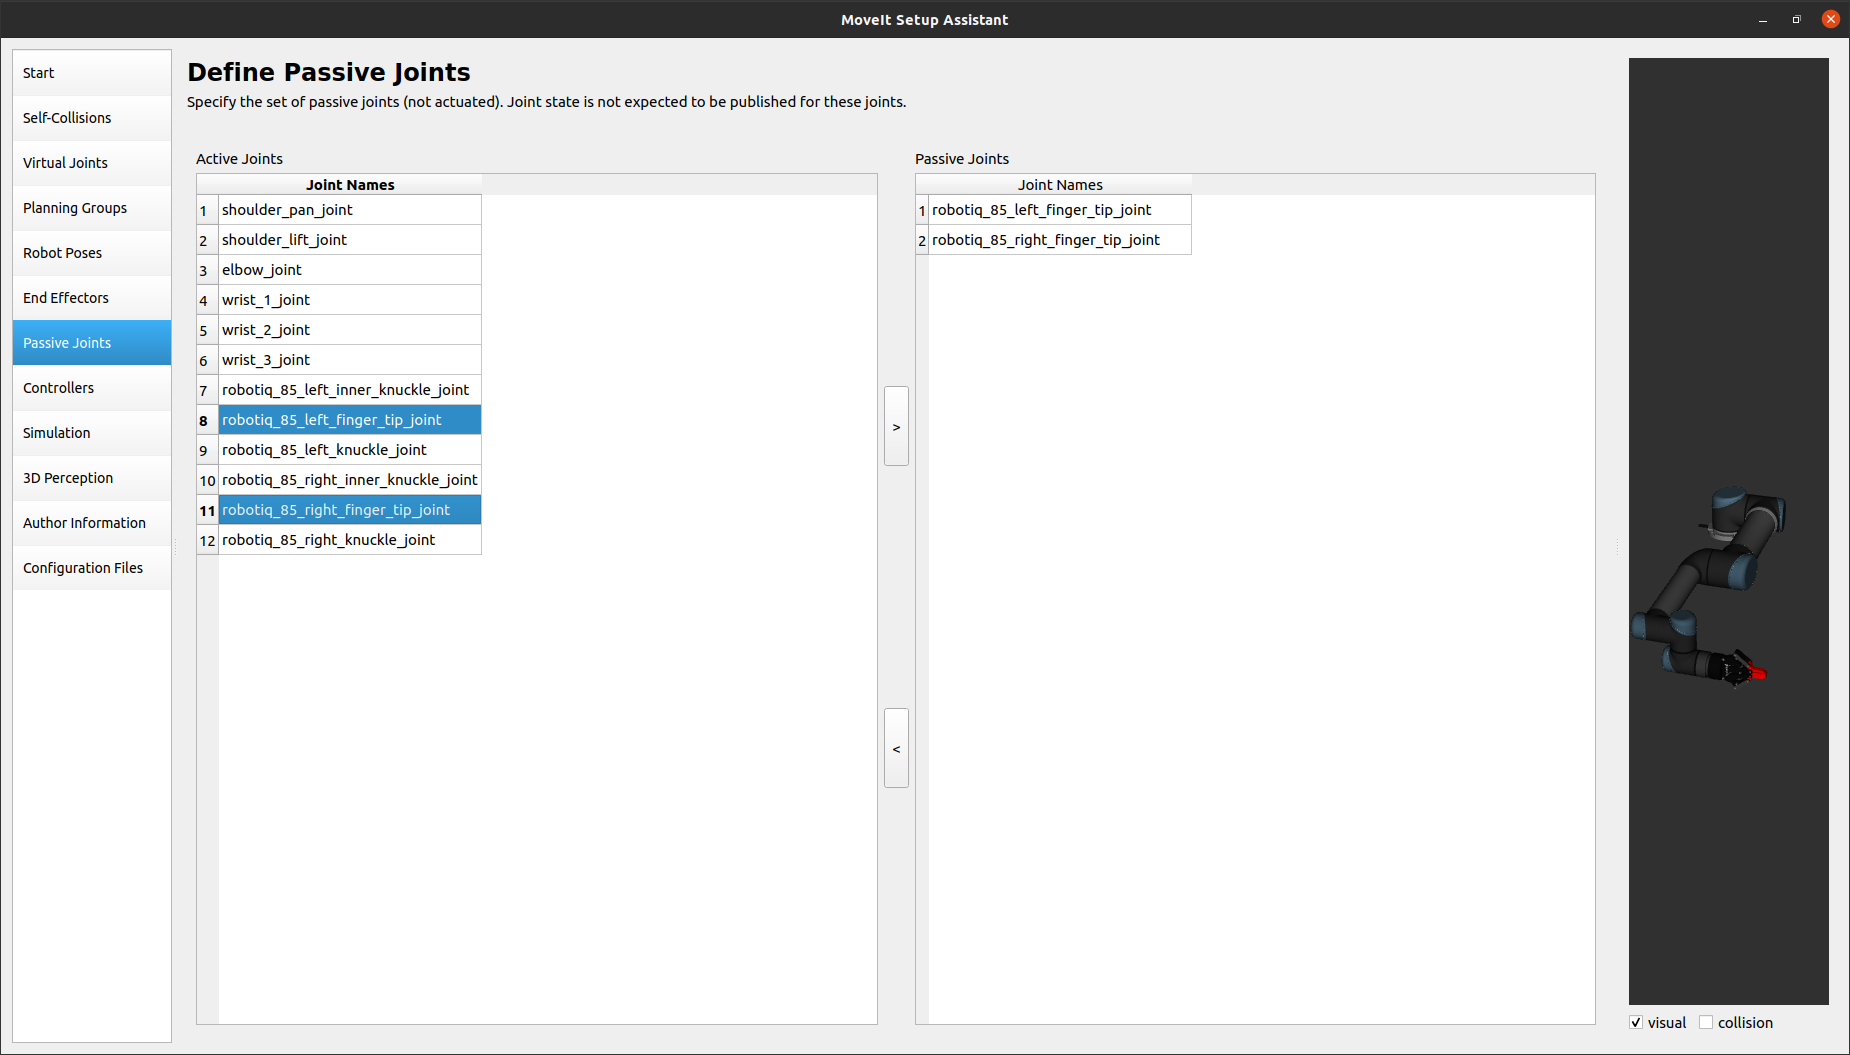 MoveIt Setup Assistant
Start
Self-Collisions
Virtual Joints
Planning Groups
Robot Poses
End Effectors
Passive Joints
Controllers
Simulation
3D Perception
Author Information
Configuration Files
Define Passive Joints
Specify the set of passive joints (not actuated). Joint state is not expected to be published for these joints.
Active Joints
Joint Names
1 shoulder_pan_joint
2 shoulder_lift_joint
3 elbow_joint
4 wrist_1_joint
5 wrist_2_joint
6 wrist_3_joint
7 robotiq_85_left_inner_knuckle_joint
8 robotiq_85_left_finger_tip_joint
9 robotiq_85_left_knuckle_joint
10 robotiq_85_right_inner_knuckle_joint
11 robotiq_85_right_finger_tip_joint
12 robotiq_85_right_knuckle_joint
>
<
Passive Joints
Joint Names
1 robotiq_85_left_finger_tip_joint
2 robotiq_85_right_finger_tip_joint
visual
collision